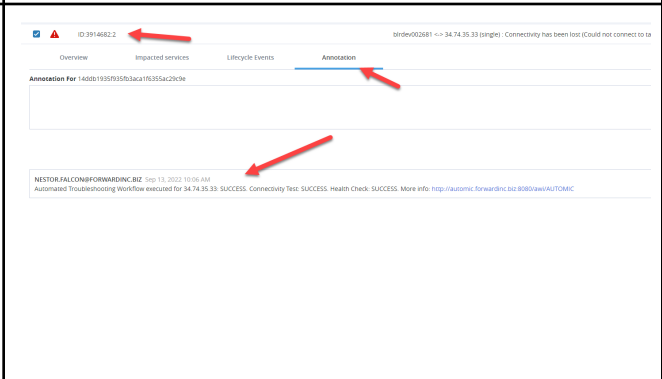 ID:3914682:2
blrdev002681 <-> 34.74.35.33 (single) : Connectivity has been lost (Could not connect to ta
Overview
Impacted services
Lifecycle Events
Annotation
Annotation For 14ddb1935f935fb3aca1f6355ac29c9e
NESTOR.FALCON@FORWARDINC.BIZ Sep 13, 2022 10:06 AM
Automated Troubleshooting Workflow executed for 34.74.35.33: SUCCESS. Connectivity Test: SUCCESS. Health Check: SUCCESS. More info: http://automic.forwardinc.biz:8080/awi/AUTOMIC